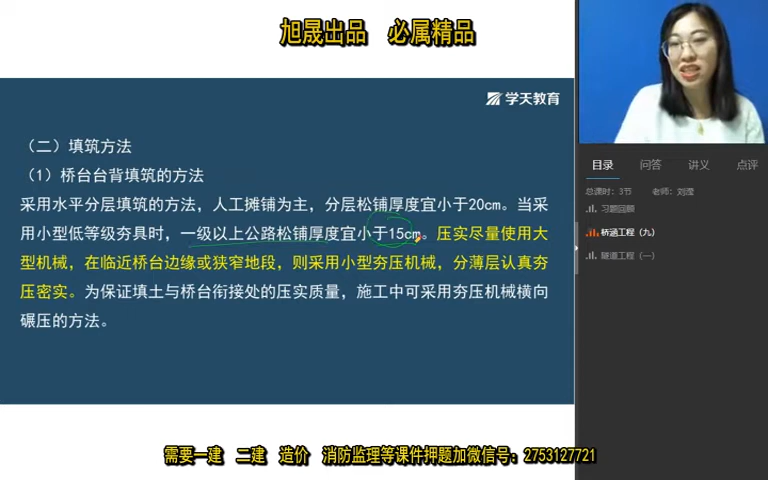 旭晟出品 必属精品
学天教育
（二）填筑方法
（1）桥台台背填筑的方法
采用水平分层填筑的方法，人工摊铺为主，分层松铺厚度宜小于20cm。当采
用小型低等级夯具时，一级以上公路松铺厚度宜小于15cm。压实尽量使用大
型机械，在临近桥台边缘或狭窄地段，则采用小型夯压机械，分薄层认真夯
压密实。为保证填土与桥台衔接处的压实质量，施工中可采用夯压机械横向
碾压的方法。
目录 问答 讲义 点评
总课时：3节 老师：刘滢
习题回顾
桥涵工程（九）
隧道工程（一）
需要一建 二建 造价 消防监理等课件押题加微信号：2753127721